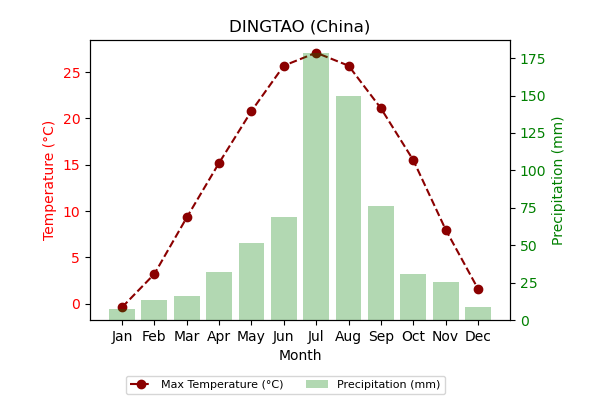 DINGTAO (China)
Temperature (°C)
25
20
15
10
5
0
175
150
125
100
75
50
25
0
Precipitation (mm)
Jan Feb Mar Apr May Jun Jul Aug Sep Oct Nov Dec
Month
Max Temperature (°C) Precipitation (mm)